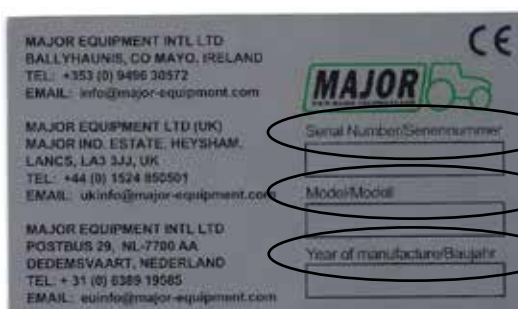 MAJOR EQUIPMENT INTL LTD
BALLYHAUNIS, CO MAYO, IRELAND
TEL: +353 (0) 9496 30572
EMAIL: info@major-equipment.com
MAJOR EQUIPMENT LTD (UK)
MAJOR IND. ESTATE, HEYSHAM,
LANCS, LA3 3JJ, UK
TEL: +44 (0) 1524 850501
EMAIL: ukinfo@major-equipment.com
MAJOR EQUIPMENT INTL LTD
POSTBUS 29, NL-7700 AA
DEDEMSVAART, NEDERLAND
TEL: + 31 (0) 6389 19585
EMAIL: euinfo@major-equipment.com
CE
MAJOR
Serial Number/Seriennummer
Model/Modell
Year of manufacture/Baujahr